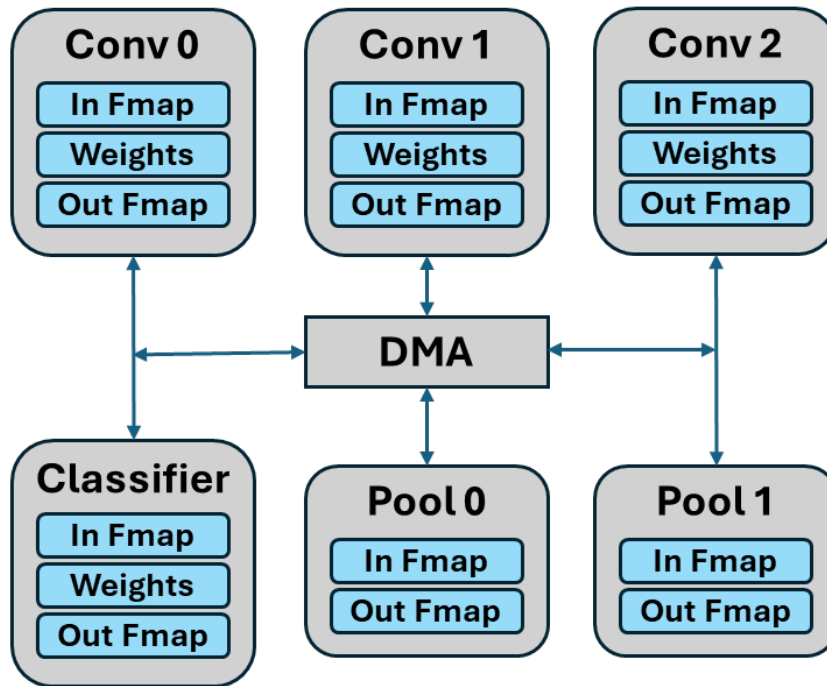 Conv 0
In Fmap
Weights
Out Fmap
Conv 1
In Fmap
Weights
Out Fmap
Conv 2
In Fmap
Weights
Out Fmap
DMA
Classifier
In Fmap
Weights
Out Fmap
Pool 0
In Fmap
Out Fmap
Pool 1
In Fmap
Out Fmap